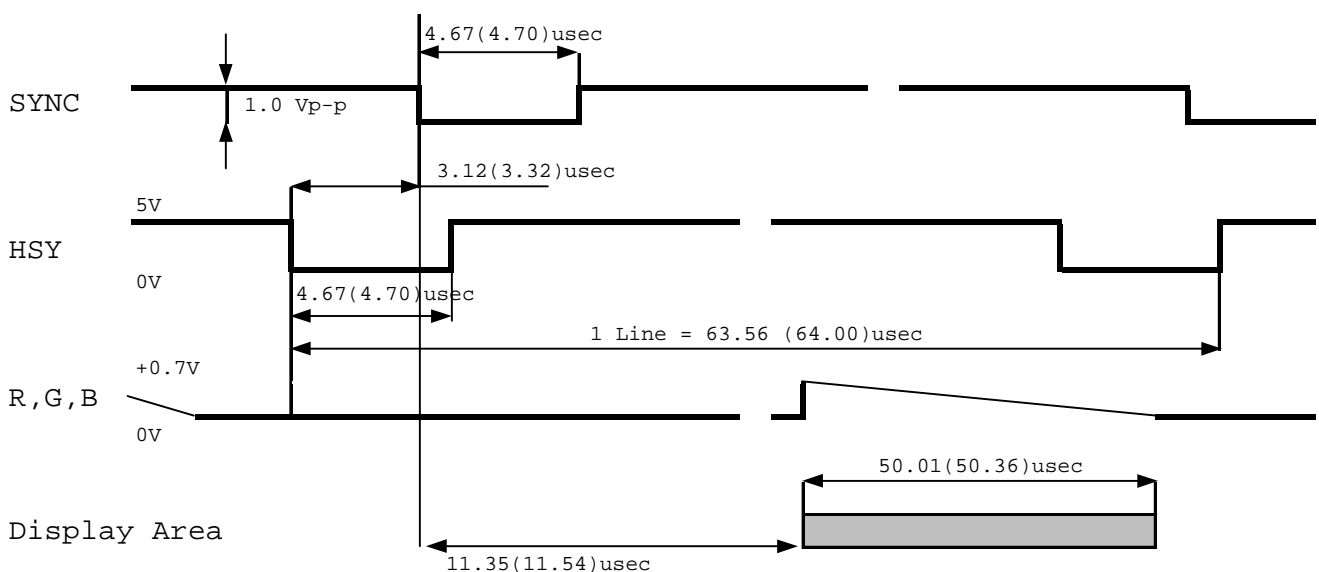 4.67(4.70)usec
SYNC
1.0 Vp-p
3.12(3.32)usec
5V
HSY
0V
4.67(4.70)usec
1 Line = 63.56 (64.00)usec
+0.7V
R,G,B
0V
50.01(50.36)usec
Display Area
11.35(11.54)usec